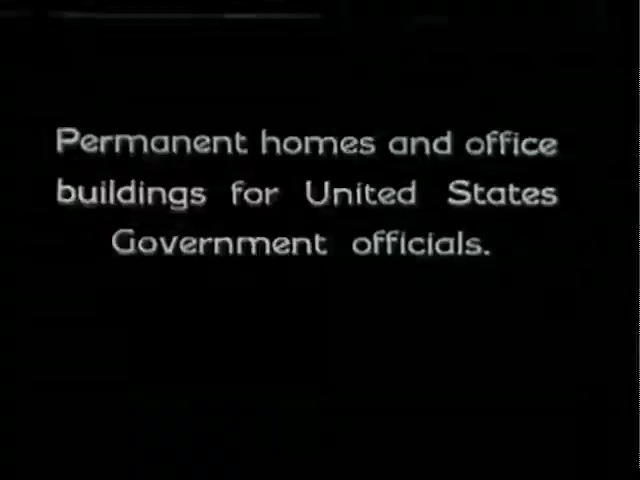 Permanent homes and office
buildings for United States
Government officials.